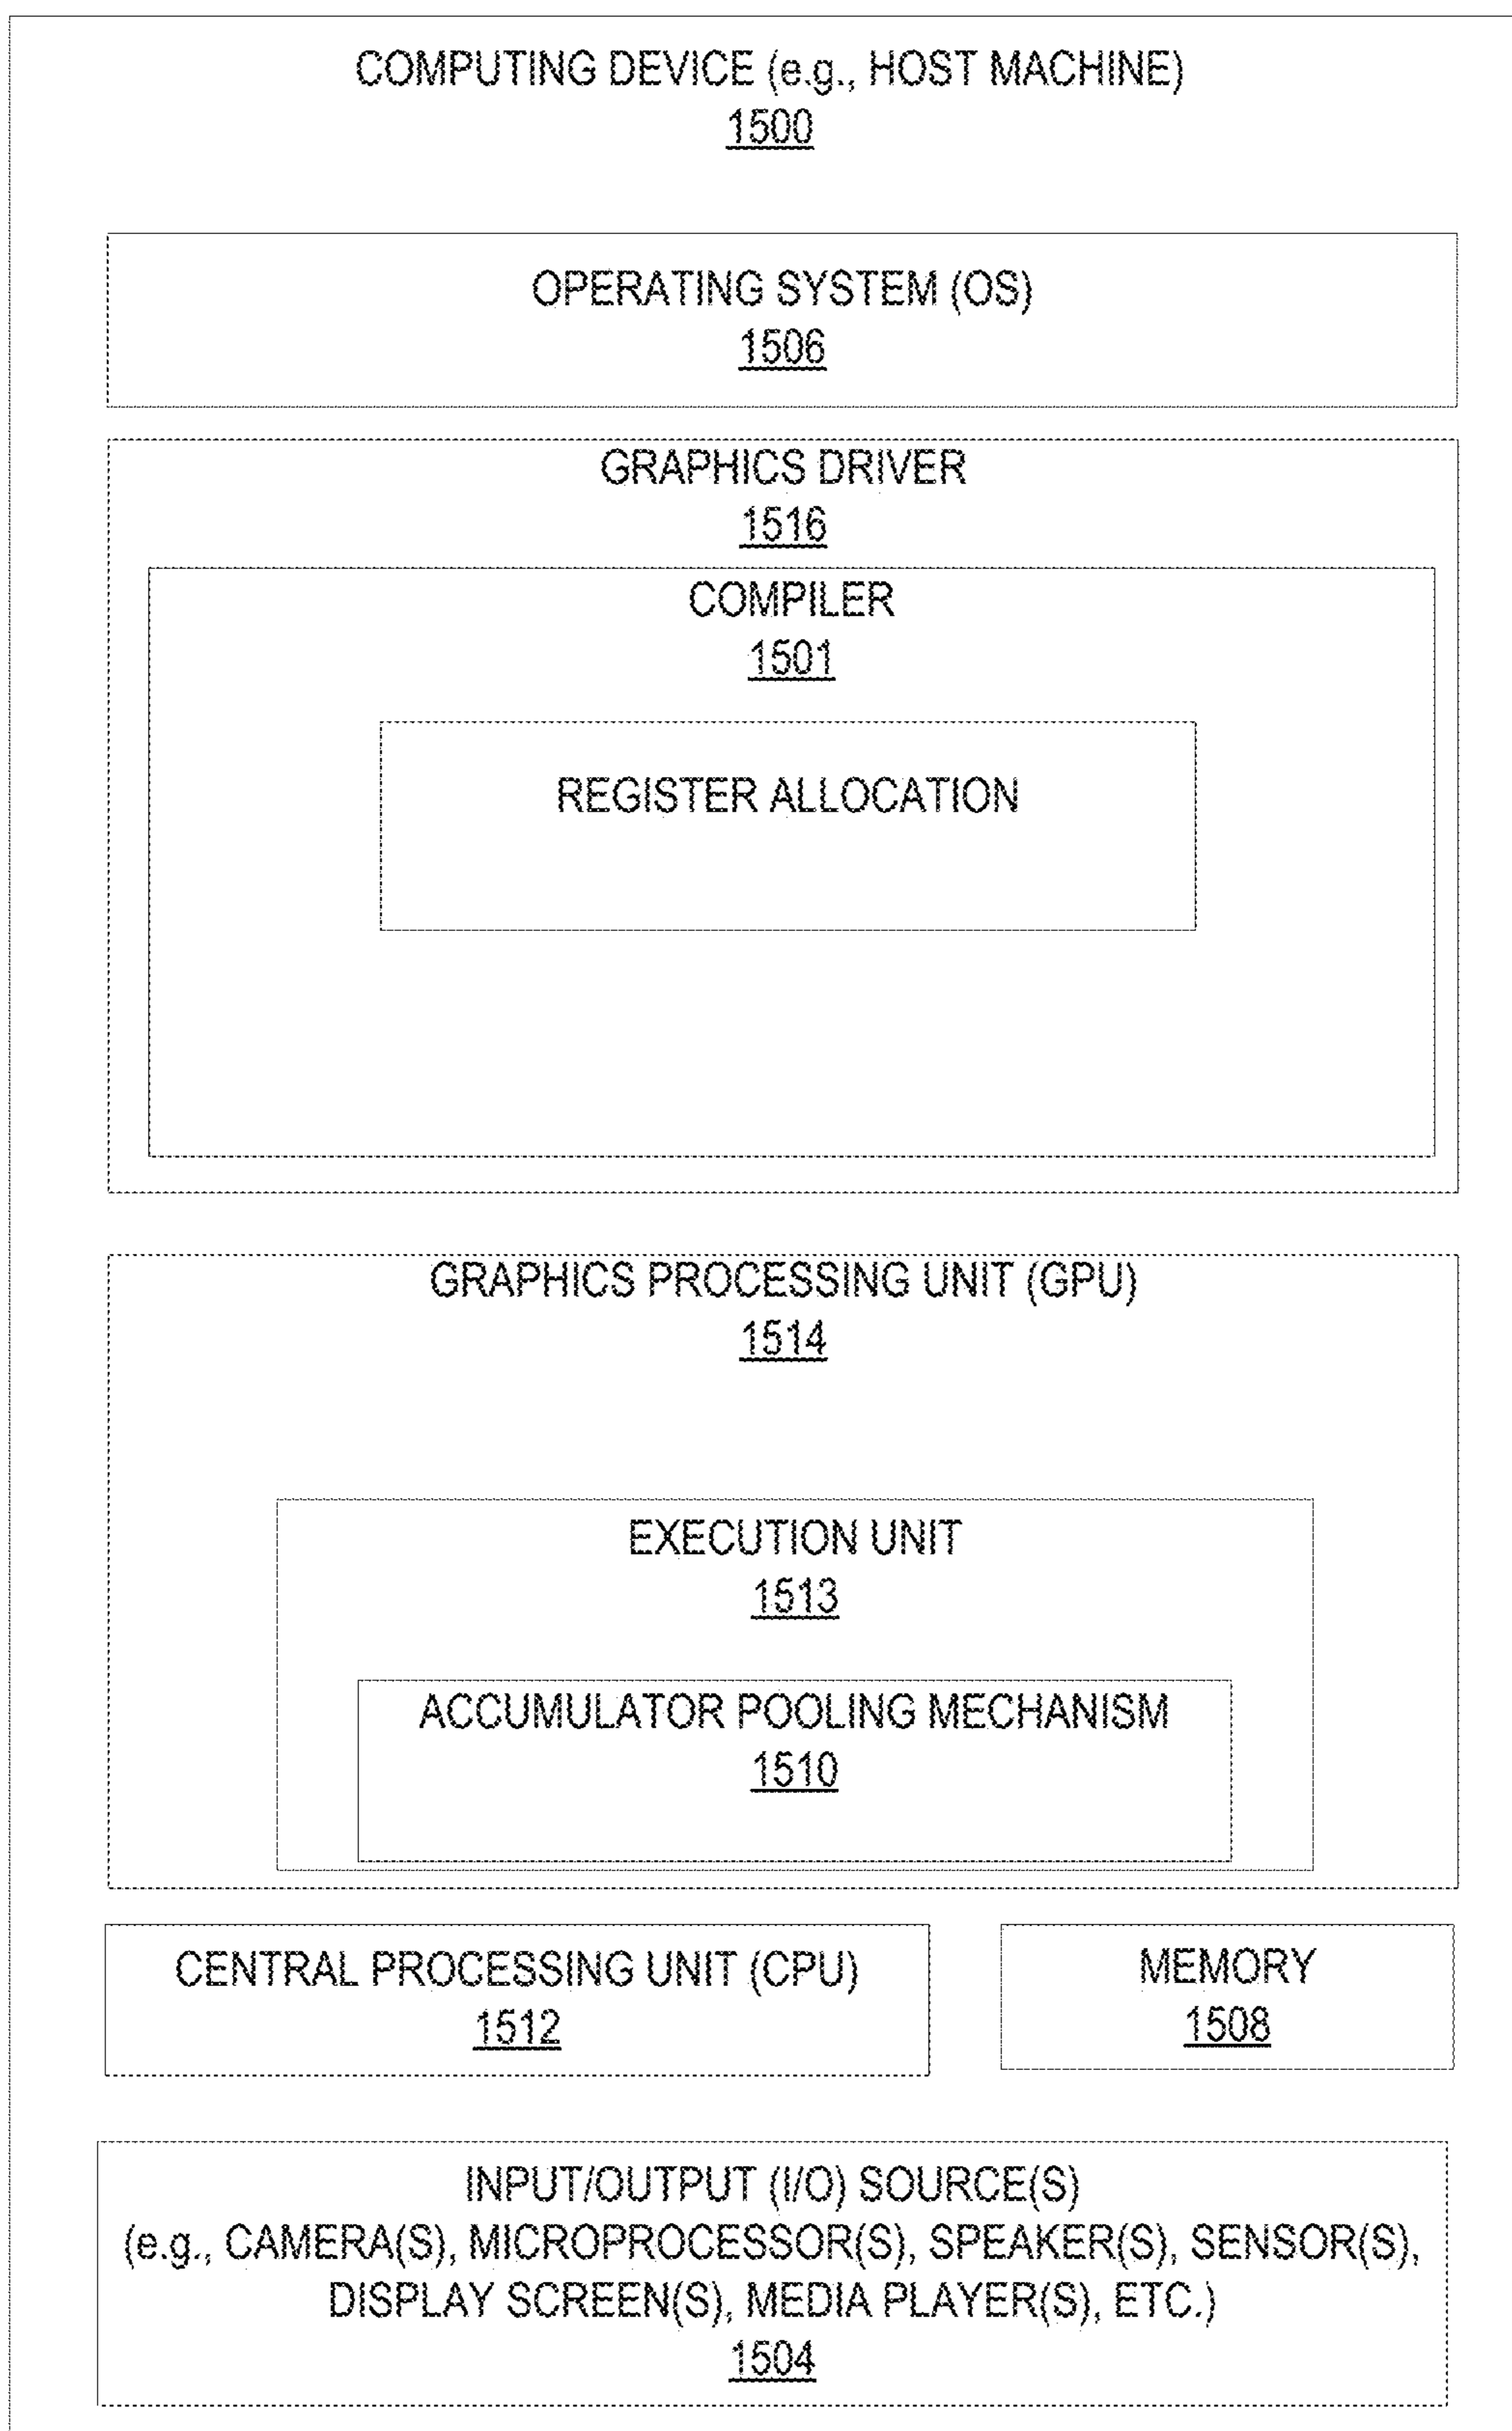 COMPUTING DEVICE (e.g., HOST MACHINE)
1500
OPERATING SYSTEM (OS)
1506
GRAPHICS DRIVER
1516
COMPILER
1501
REGISTER ALLOCATION
GRAPHICS PROCESSING UNIT (GPU)
1514
EXECUTION UNIT
1513
ACCUMULATOR POOLING MECHANISM
1510
CENTRAL PROCESSING UNIT (CPU)
1512
MEMORY
1508
INPUT/OUTPUT (I/O) SOURCE(S)
(e.g., CAMERA(S), MICROPROCESSOR(S), SPEAKER(S), SENSOR(S),
DISPLAY SCREEN(S), MEDIA PLAYER(S), ETC.)
1504